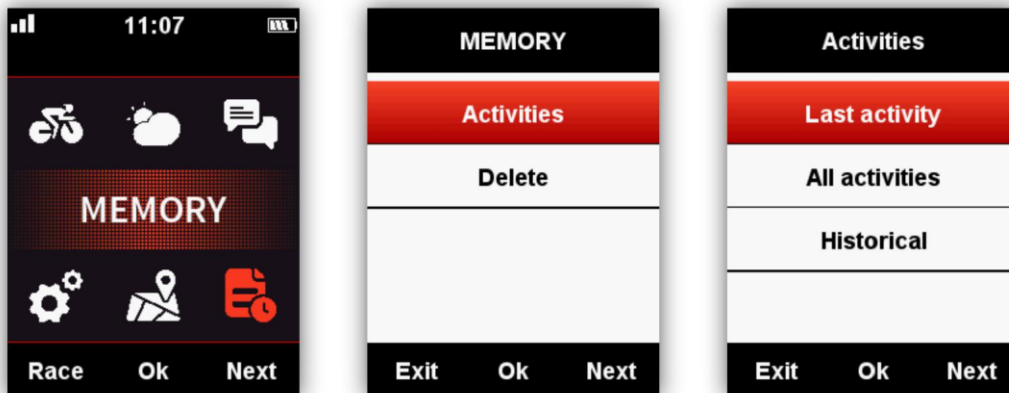 11:07
MEMORY
Race Ok Next
MEMORY
Activities
Delete
Exit Ok Next
Activities
Last activity
All activities
Historical
Exit Ok Next